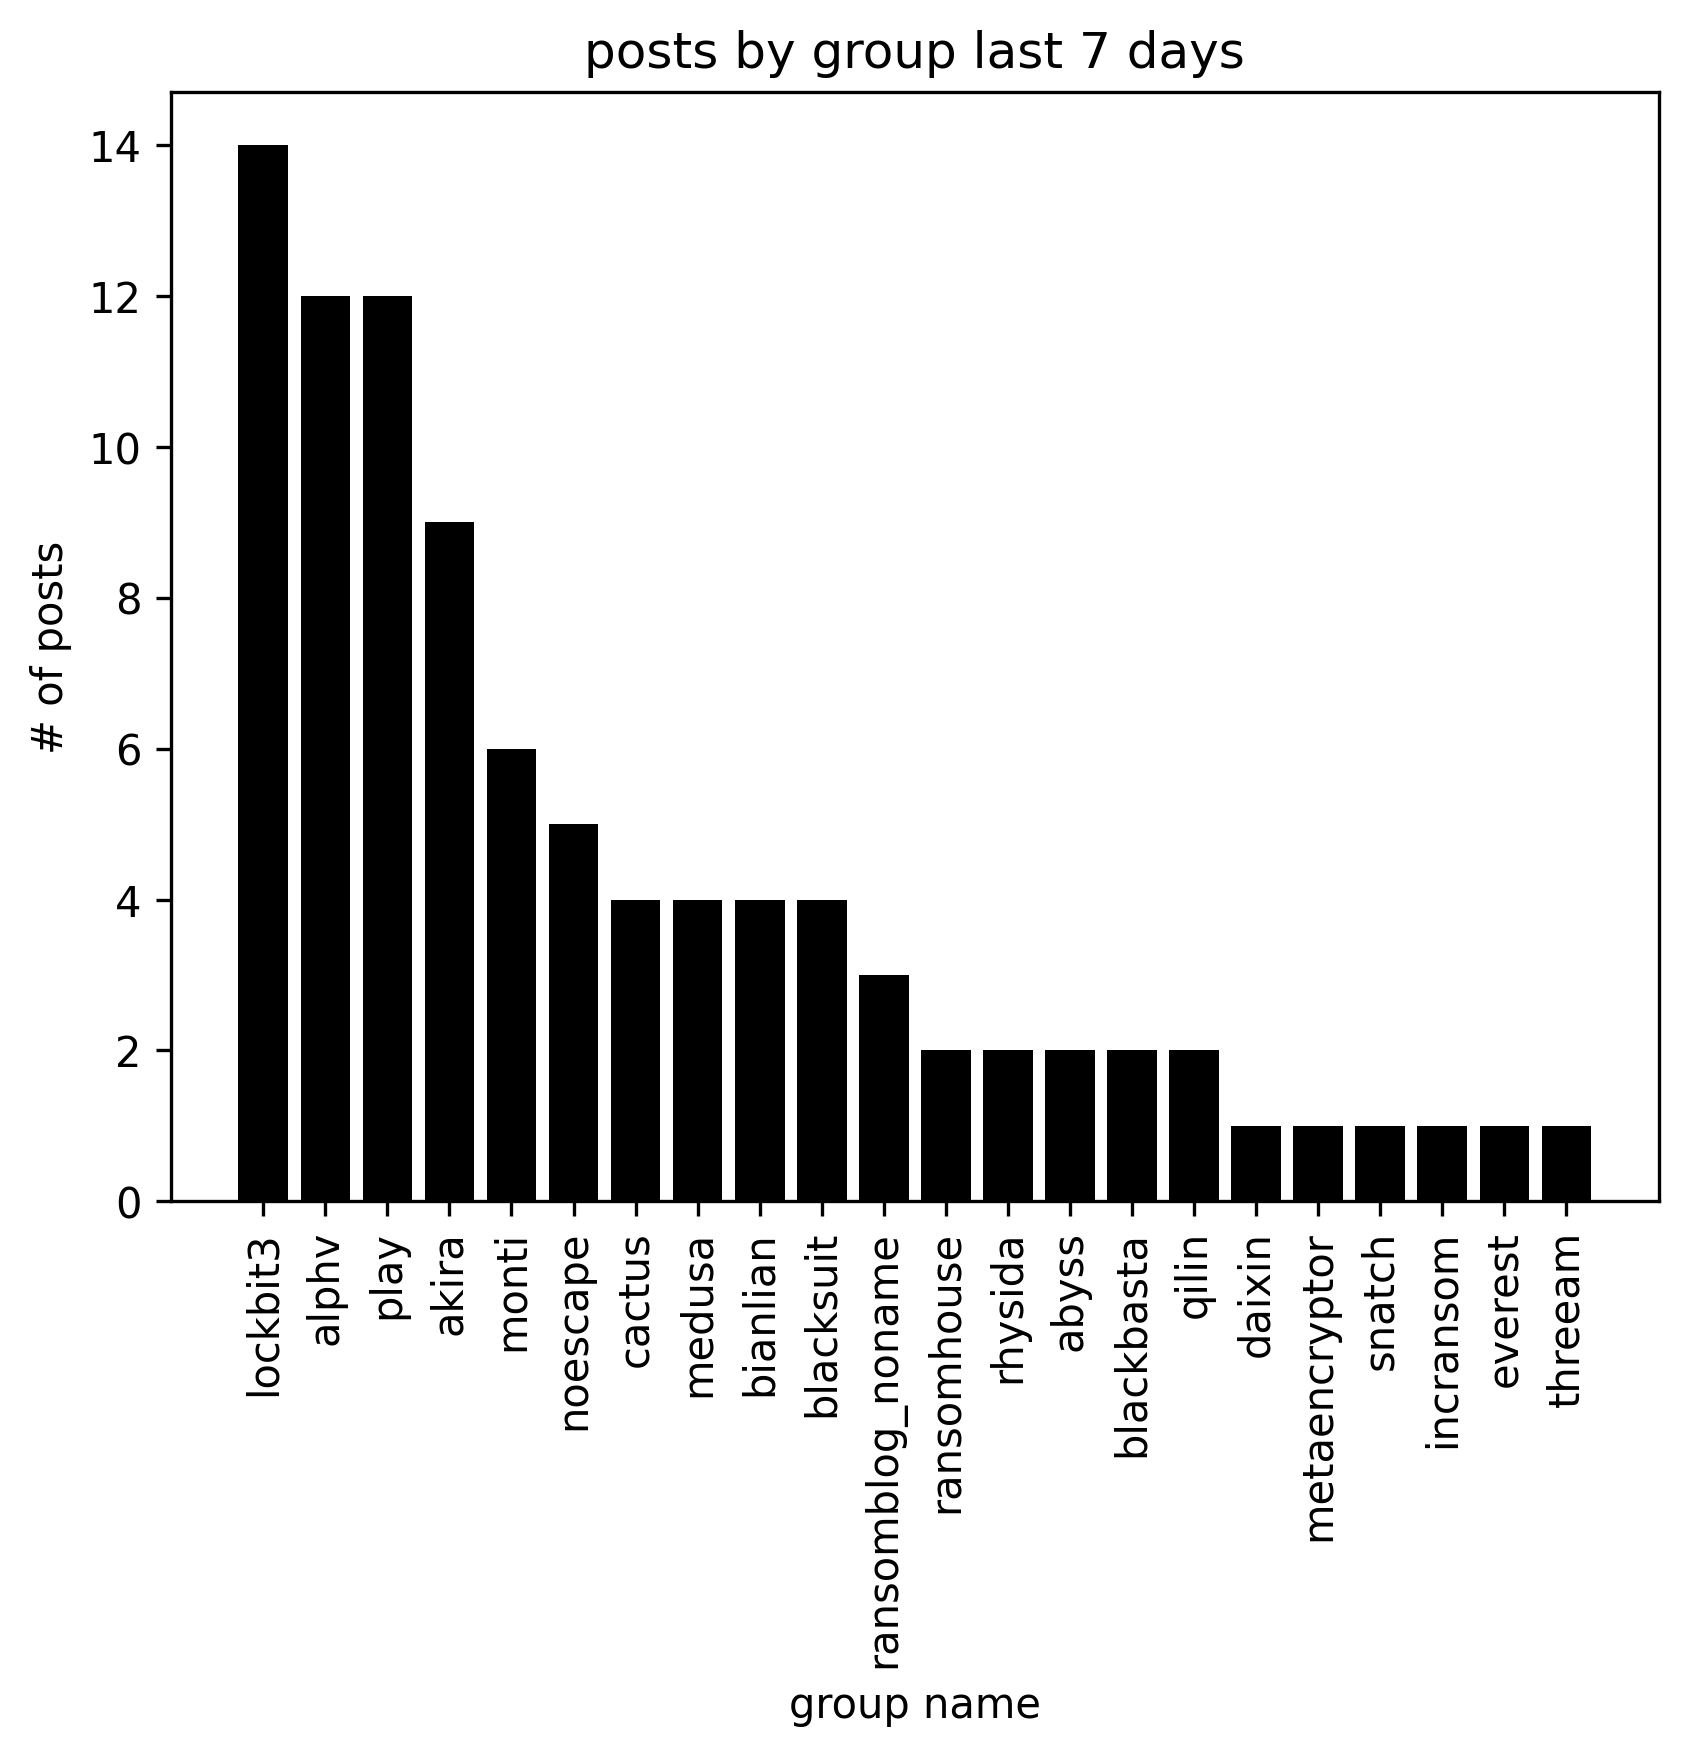 posts by group last 7 days
14
12
10
8
6
4
2
0
# of posts
lockbit3
alphv
play
akira
monti
noescape
cactus
medusa
bianlian
blacksuit
ransomblog_noname
ransomhouse
rhysida
abyss
blackbasta
qilin
daixin
metaencryptor
snatch
incransom
everest
threeam
group name